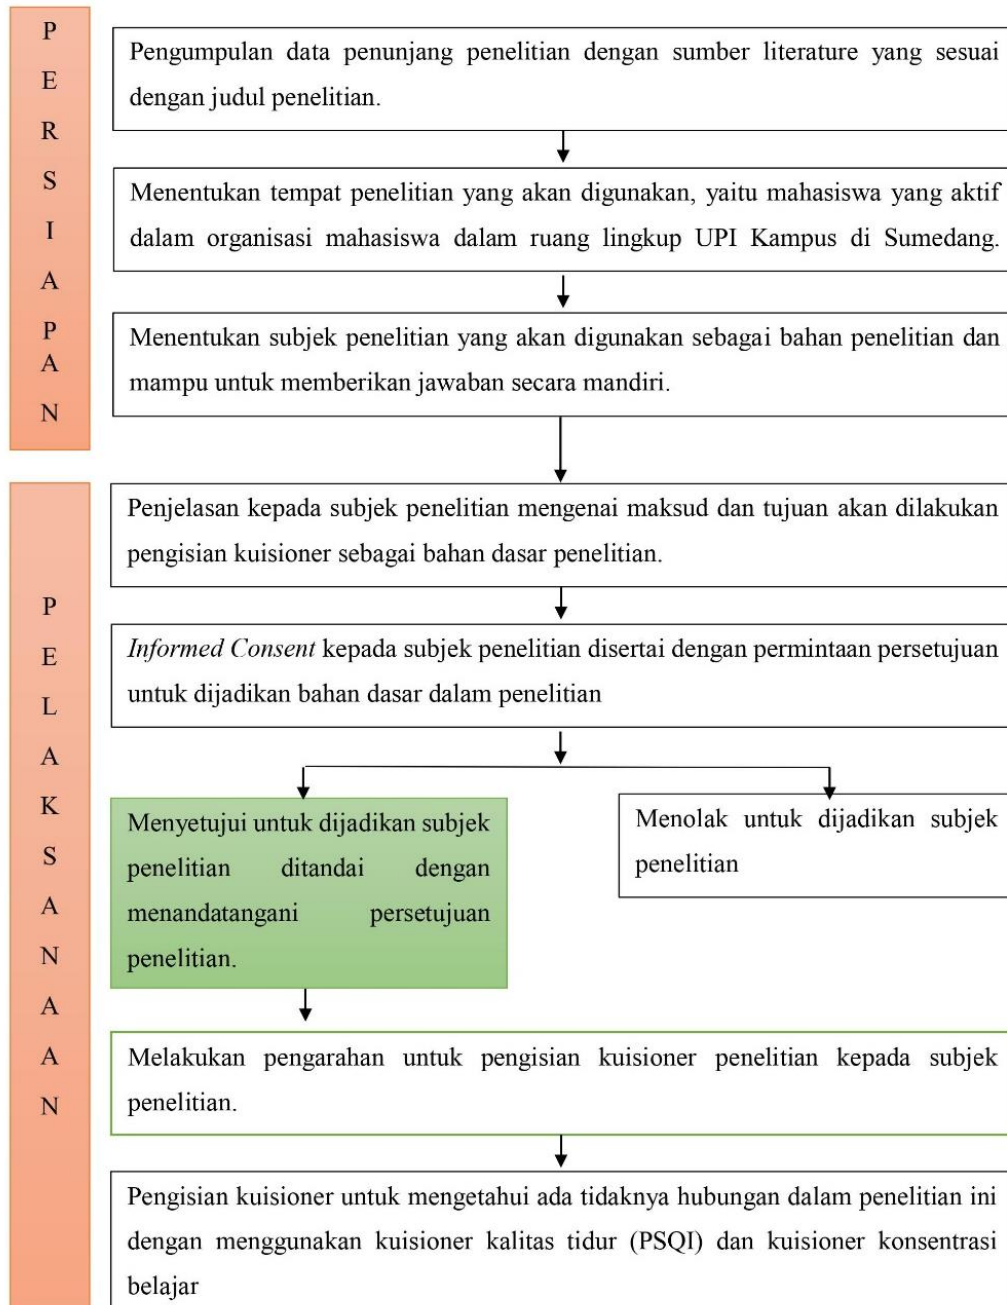 PERSIAPAN
Pengumpulan data penunjang penelitian dengan sumber literature yang sesuai
dengan judul penelitian.
Menentukan tempat penelitian yang akan digunakan, yaitu mahasiswa yang aktif
dalam organisasi mahasiswa dalam ruang lingkup UPI Kampus di Sumedang.
Menentukan subjek penelitian yang akan digunakan sebagai bahan penelitian dan
mampu untuk memberikan jawaban secara mandiri.
PELAKSANAAN
Penjelasan kepada subjek penelitian mengenai maksud dan tujuan akan dilakukan
pengisian kuisioner sebagai bahan dasar penelitian.
Informed Consent kepada subjek penelitian disertai dengan permintaan persetujuan
untuk dijadikan bahan dasar dalam penelitian
Menyetujui untuk dijadikan subjek
penelitian ditandai dengan
menandatangani persetujuan
penelitian.
Menolak untuk dijadikan subjek
penelitian
Melakukan pengarahan untuk pengisian kuisioner penelitian kepada subjek
penelitian.
Pengisian kuisioner untuk mengetahui ada tidaknya hubungan dalam penelitian ini
dengan menggunakan kuisioner kalitas tidur (PSQI) dan kuisioner konsentrasi
belajar